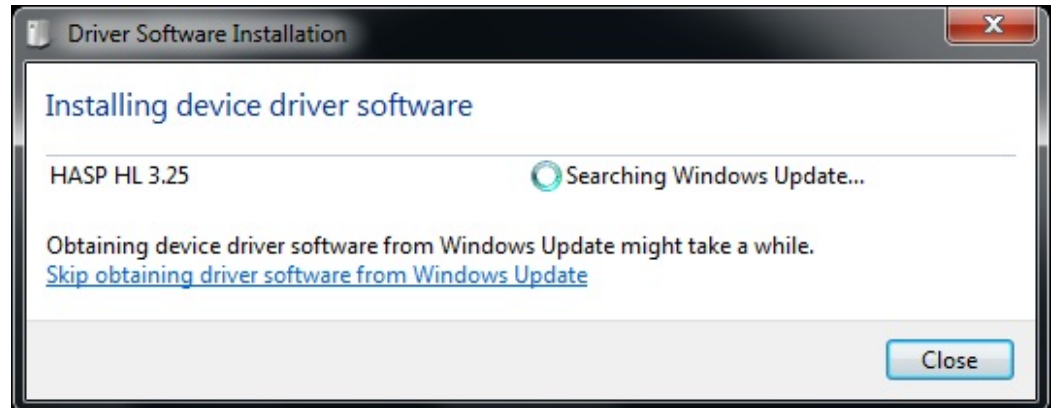 Driver Software Installation
Installing device driver software
HASP HL 3.25 Searching Windows Update...
Obtaining device driver software from Windows Update might take a while.
Skip obtaining driver software from Windows Update
Close